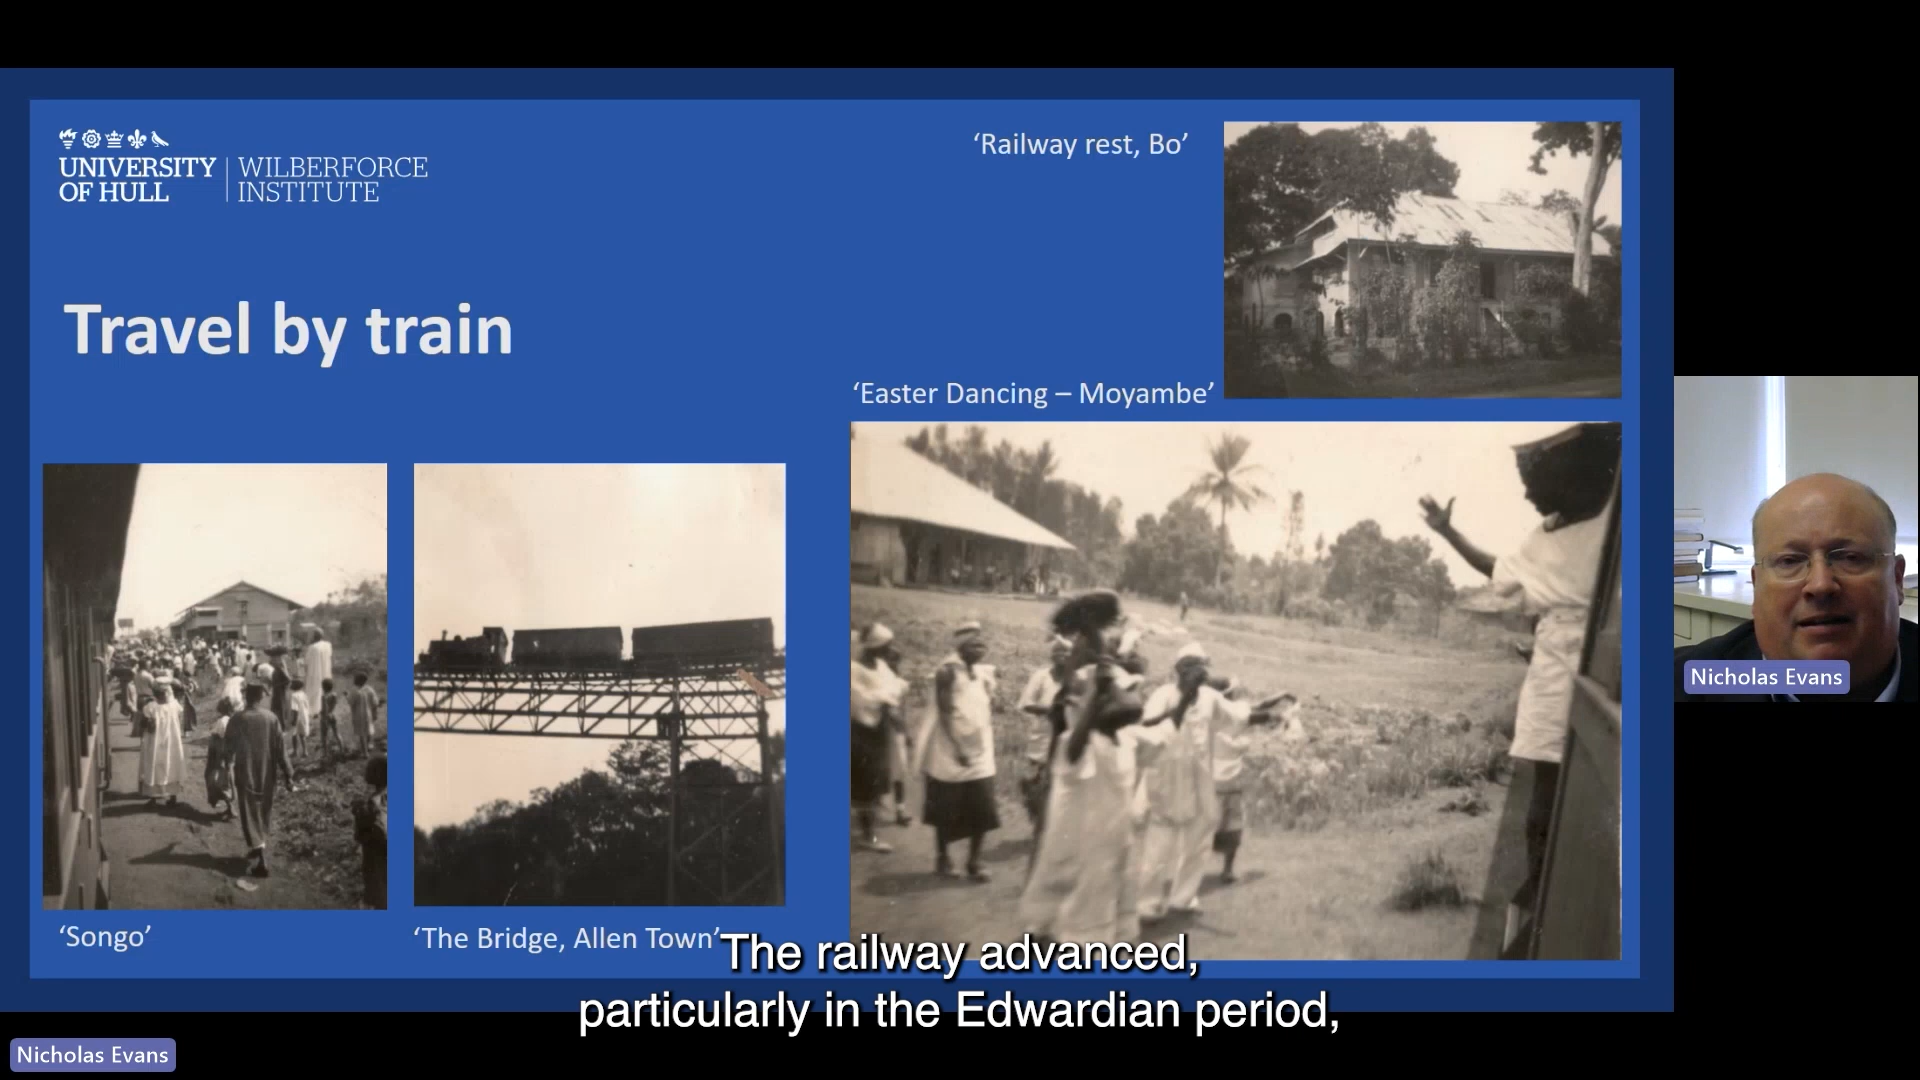 UNIVERSITY
OF HULL
WILBERFORCE
INSTITUTE
Travel by train
‘Railway rest, Bo’
‘Easter Dancing – Moyambe’
‘Songo’
‘The Bridge, Allen Town’
Nicholas Evans
The railway advanced,
particularly in the Edwardian period,
Nicholas Evans